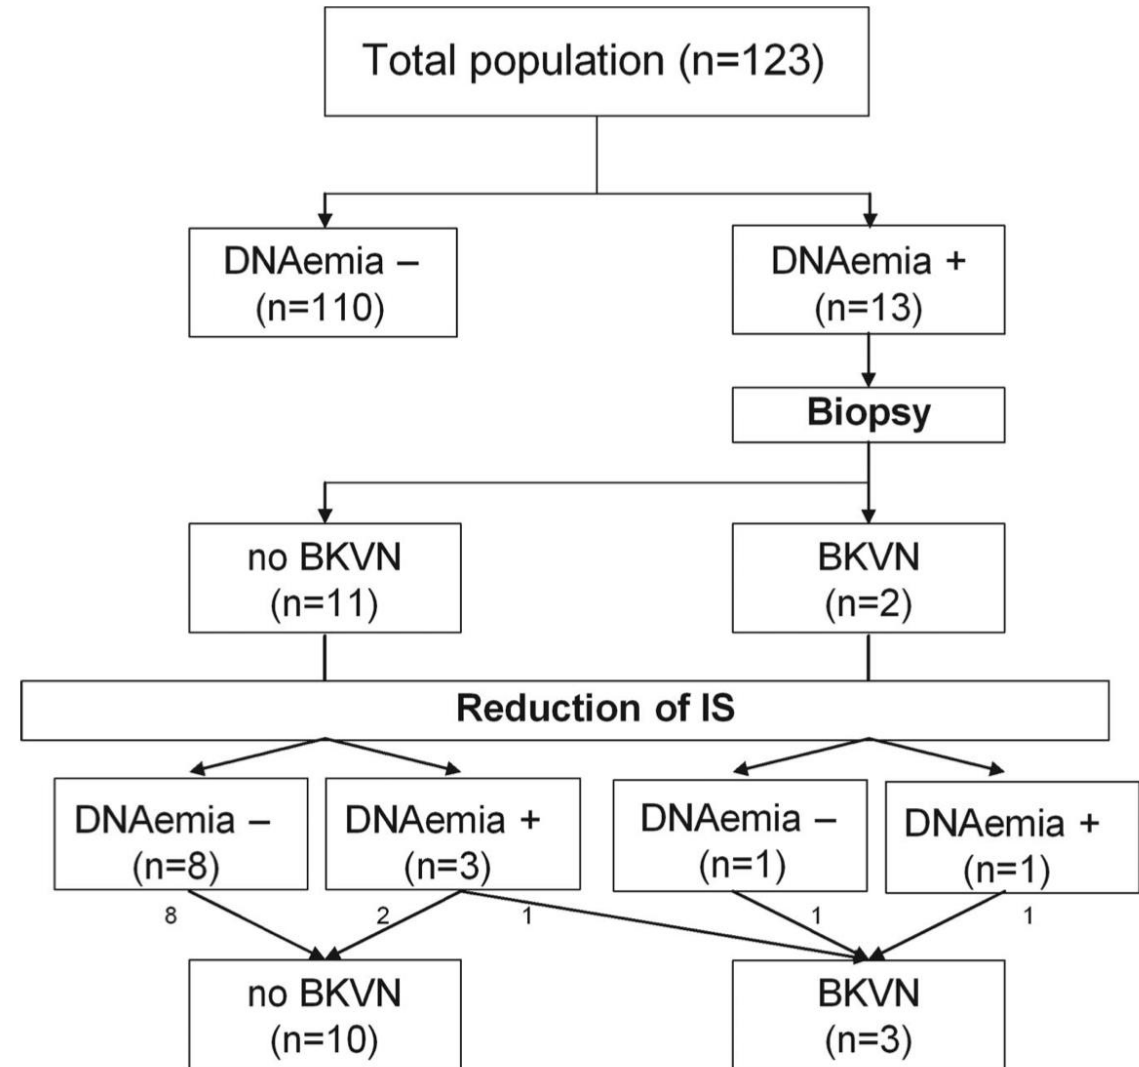 Total population (n=123)
DNAemia –
(n=110)
DNAemia +
(n=13)
Biopsy
no BKVN
(n=11)
BKVN
(n=2)
Reduction of IS
DNAemia –
(n=8)
DNAemia +
(n=3)
DNAemia –
(n=1)
DNAemia +
(n=1)
8
2
1
1
1
no BKVN
(n=10)
BKVN
(n=3)